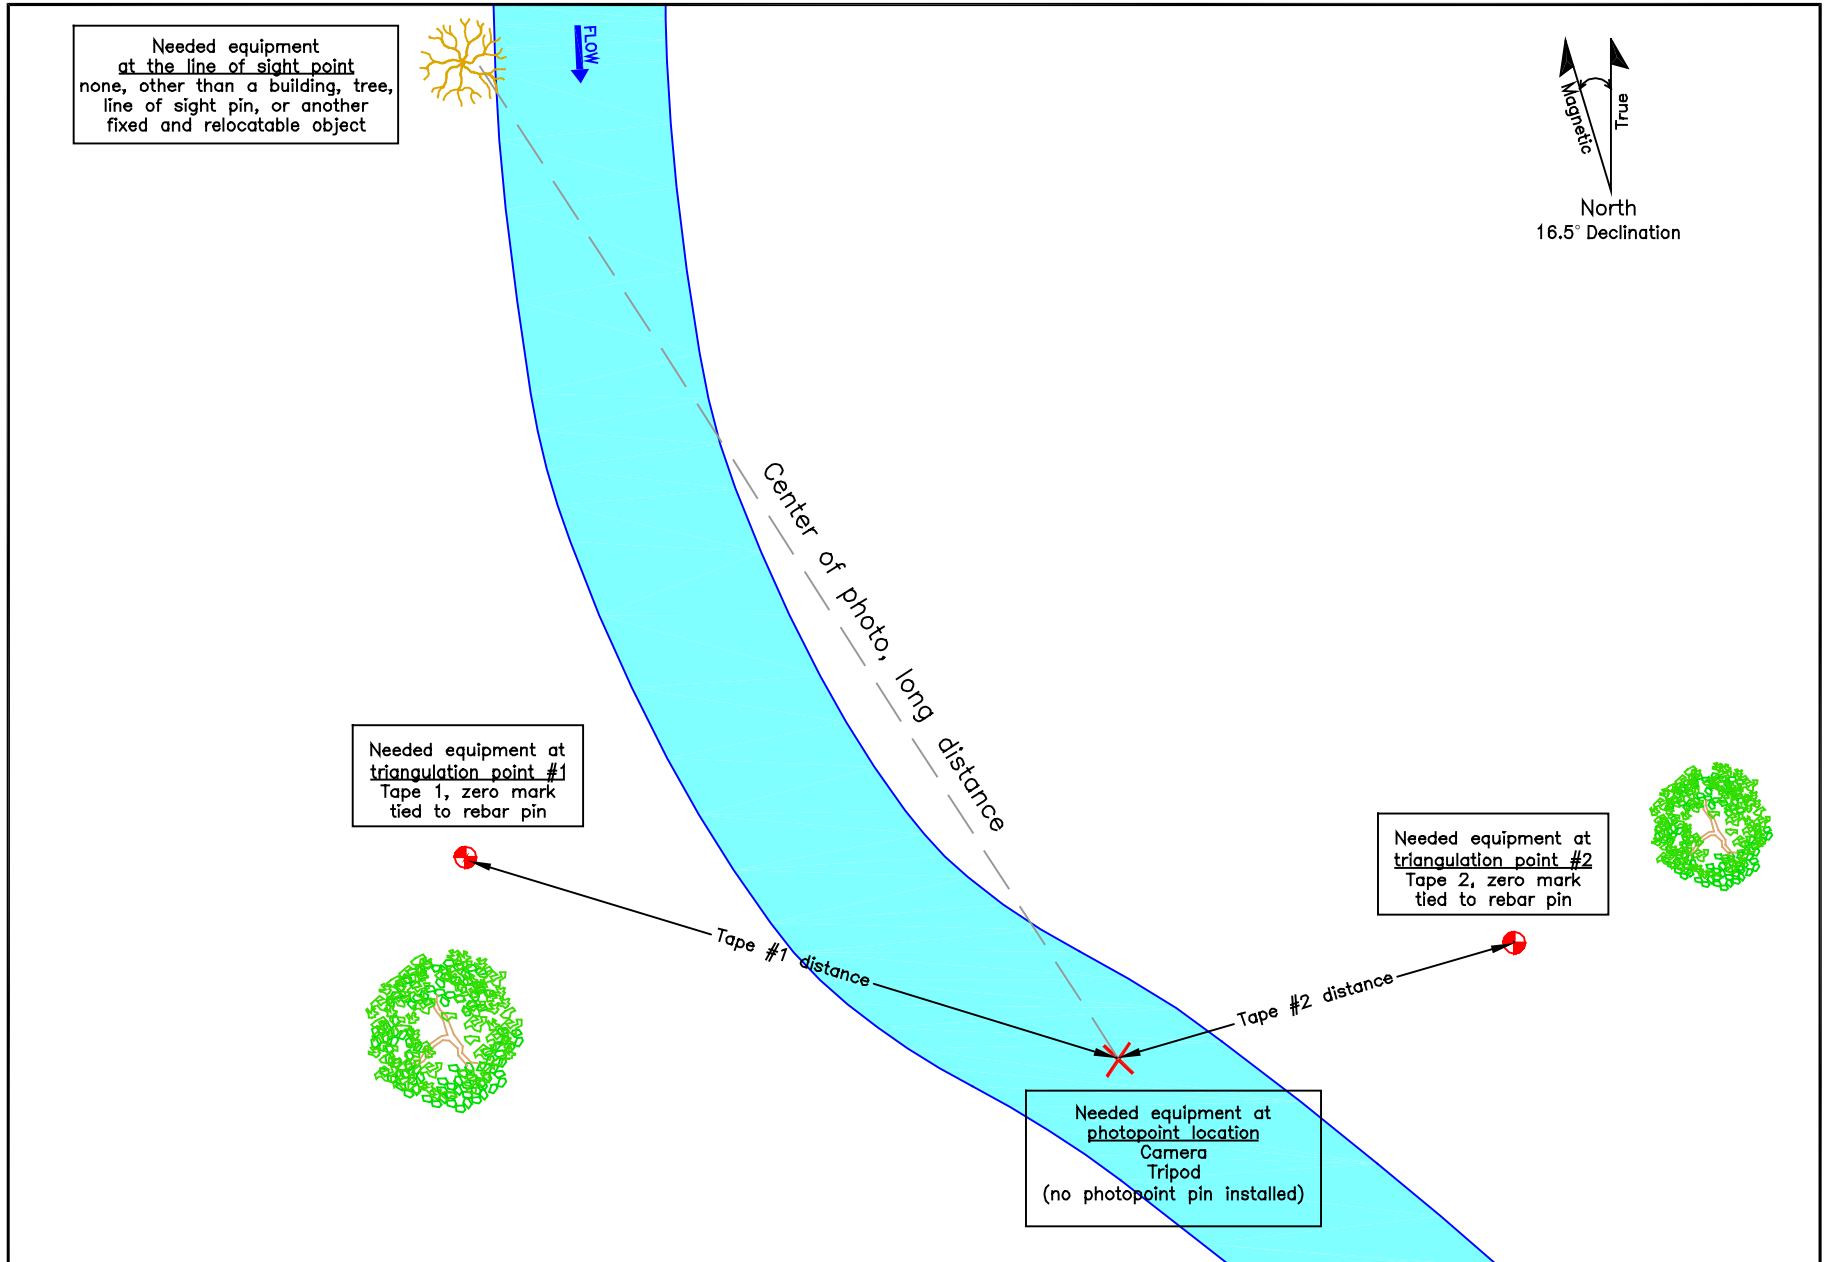 Needed equipment
at the line of sight point
none, other than a building, tree,
line of sight pin, or another
fixed and relocatable object
FLOW
Magnetic
True
North
16.5° Declination
Center of photo, long distance
Needed equipment at
triangulation point #1
Tape 1, zero mark
tied to rebar pin
Needed equipment at
triangulation point #2
Tape 2, zero mark
tied to rebar pin
Tape #1 distance
Tape #2 distance
Needed equipment at
photopoint location
Camera
Tripod
(no photopoint pin installed)